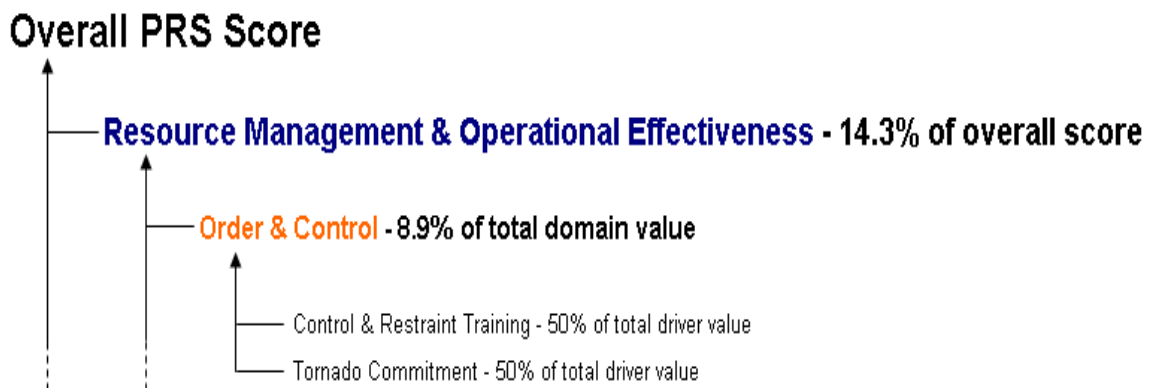 Overall PRS Score
Resource Management & Operational Effectiveness - 14.3% of overall score
Order & Control - 8.9% of total domain value
Control & Restraint Training - 50% of total driver value
Tornado Commitment - 50% of total driver value